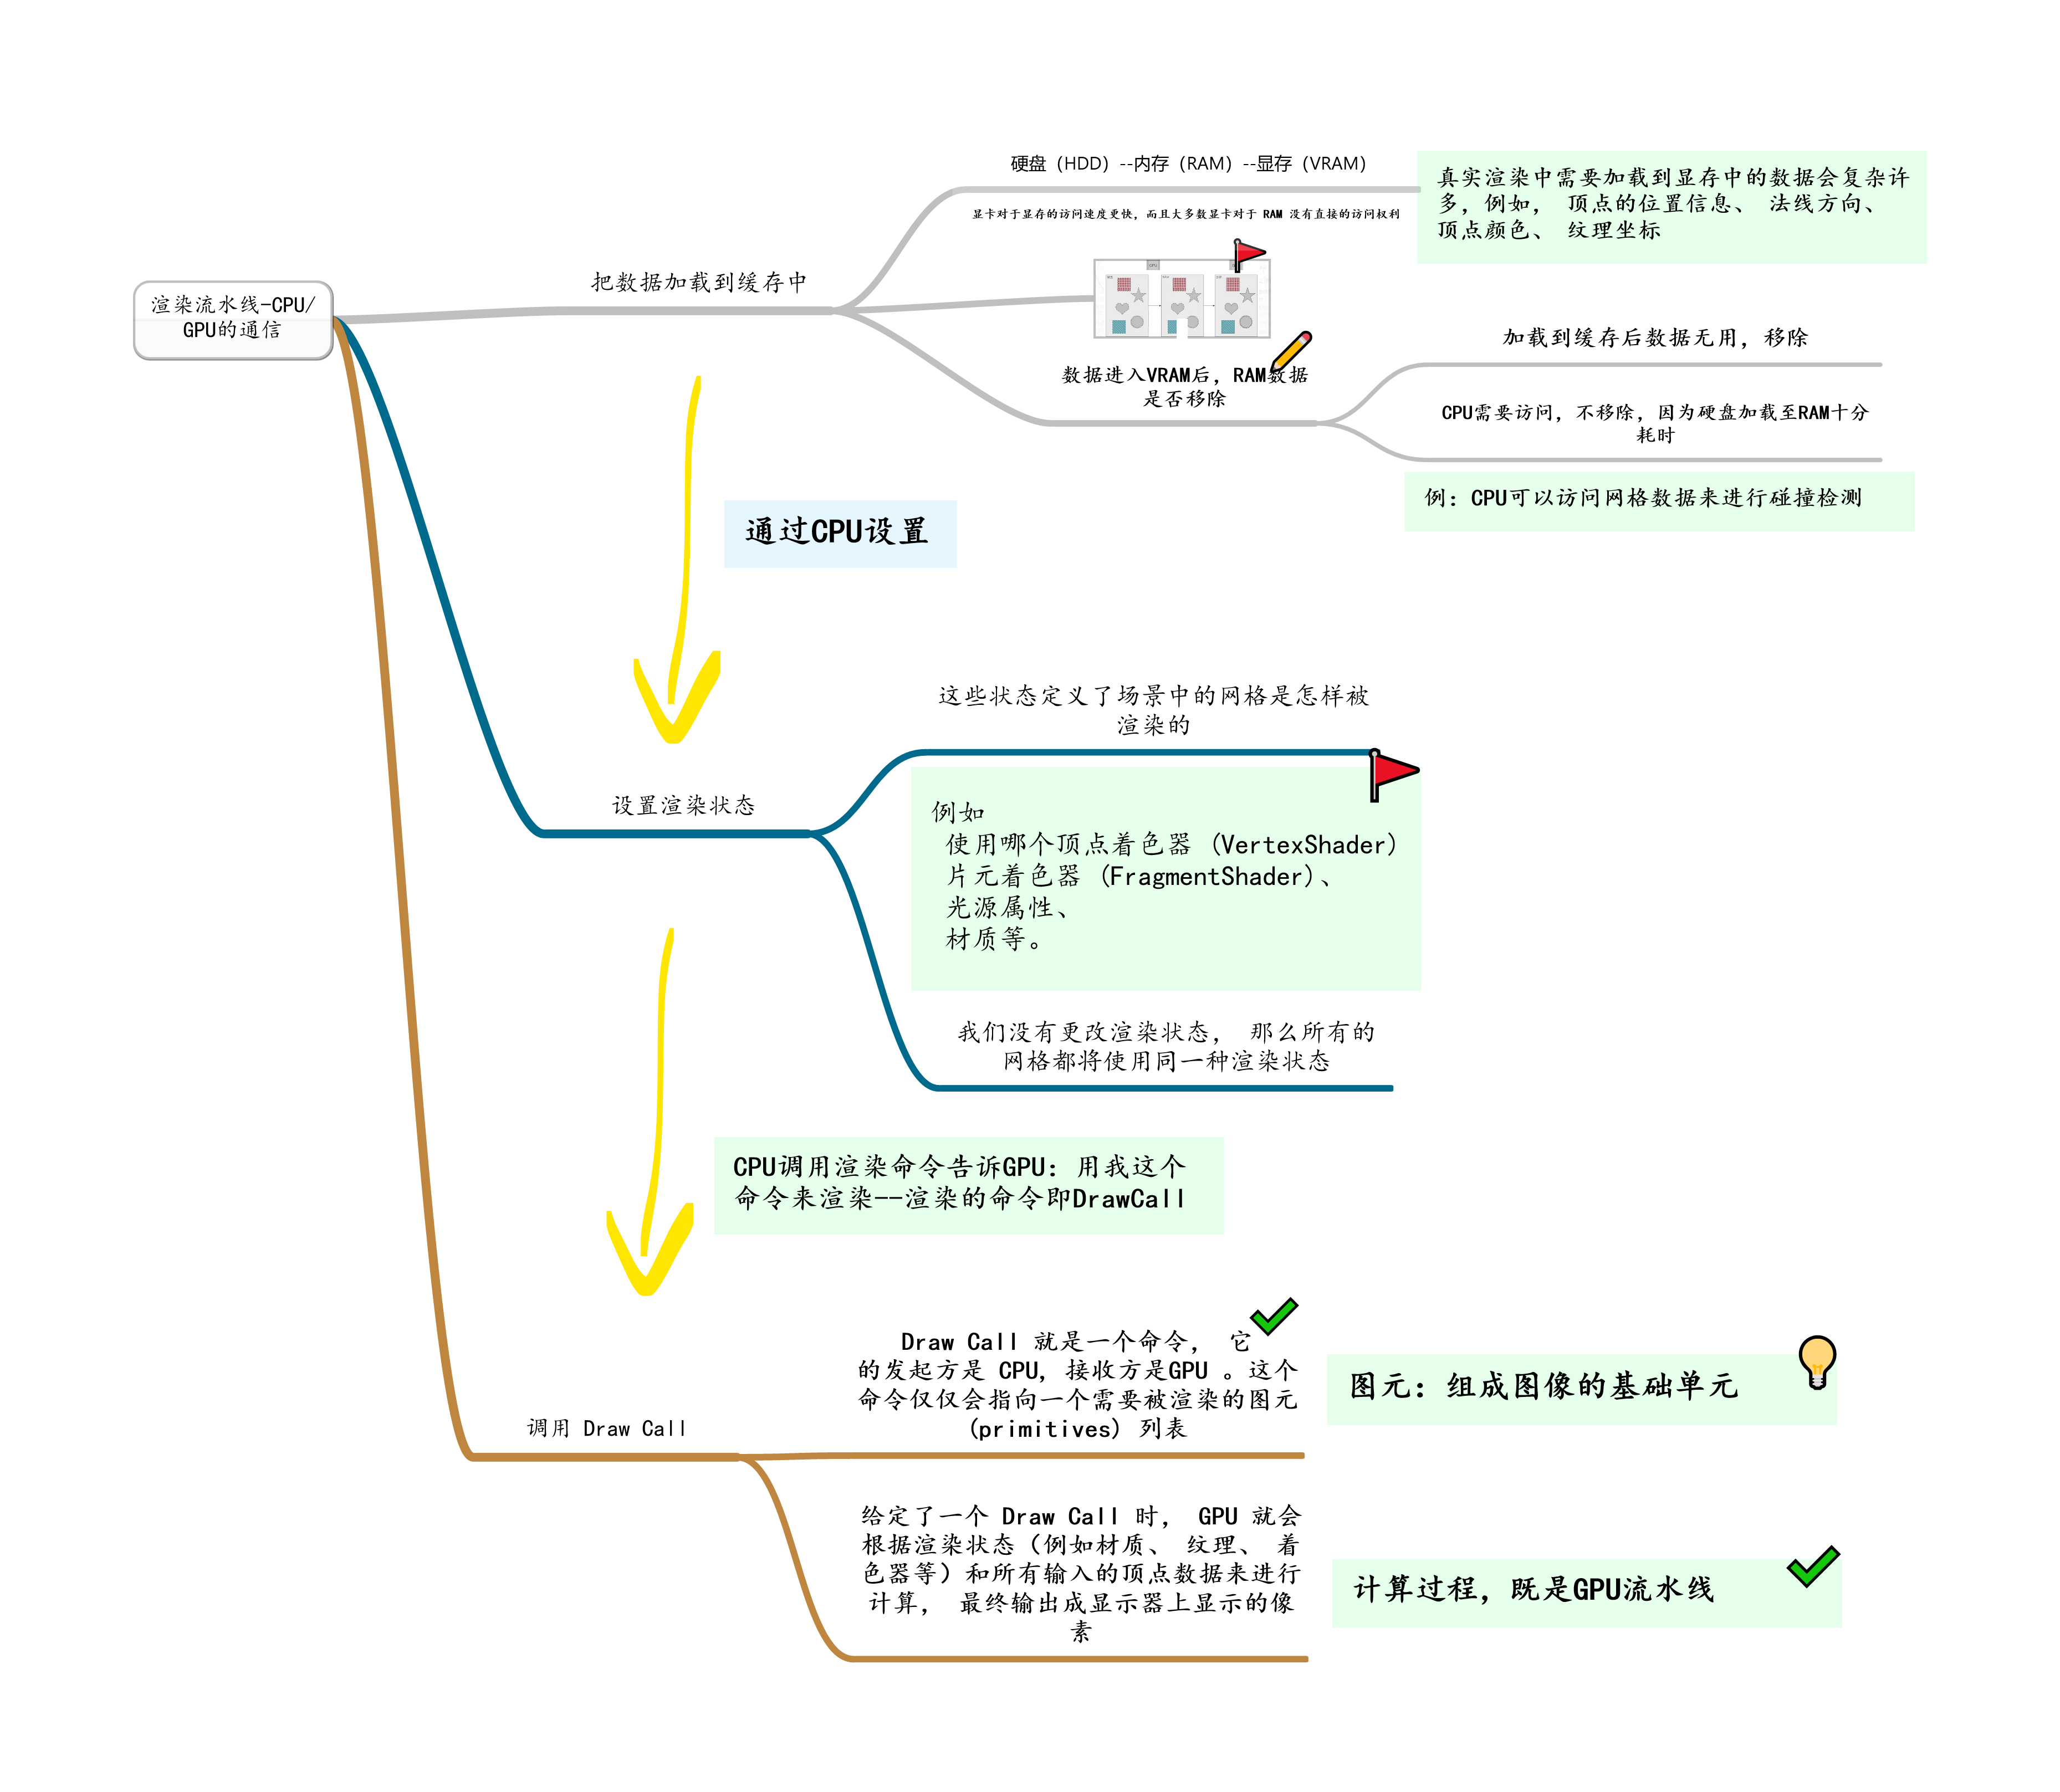 渲染流水线-CPU/
GPU的通信
把数据加载到缓存中
硬盘（HDD）--内存（RAM）--显存（VRAM）
显卡对于显存的访问速度更快，而且大多数显卡对于 RAM 没有直接的访问权利
真实渲染中需要加载到显存中的数据会复杂许
多，例如， 顶点的位置信息、 法线方向、
顶点颜色、 纹理坐标
CPU
数据进入VRAM后，RAM数据
是否移除
加载到缓存后数据无用，移除
CPU需要访问，不移除，因为硬盘加载至RAM十分
耗时
例：CPU可以访问网格数据来进行碰撞检测
通过CPU设置
设置渲染状态
这些状态定义了场景中的网格是怎样被
渲染的
例如
使用哪个顶点着色器 (VertexShader)
片元着色器 (FragmentShader)、
光源属性、
材质等。
我们没有更改渲染状态， 那么所有的
网格都将使用同一种渲染状态
CPU调用渲染命令告诉GPU：用我这个
命令来渲染--渲染的命令即DrawCall
调用 Draw Call
Draw Call 就是一个命令， 它
的发起方是 CPU，接收方是GPU 。这个
命令仅仅会指向一个需要被渲染的图元
(primitives) 列表
图元：组成图像的基础单元
给定了一个 Draw Call 时， GPU 就会
根据渲染状态（例如材质、 纹理、 着
色器等）和所有输入的顶点数据来进行
计算， 最终输出成显示器上显示的像
素
计算过程，既是GPU流水线